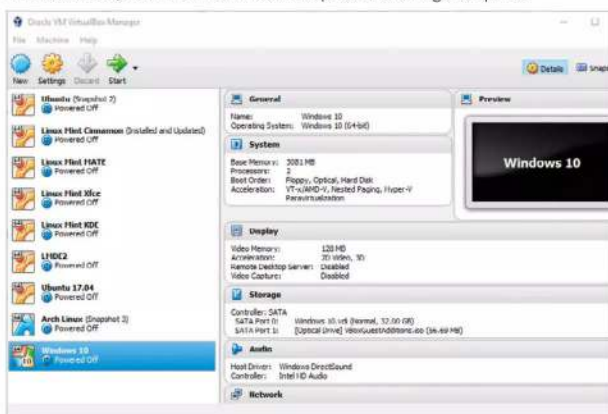 Oracle VM VirtualBox Manager
File Machine Help
New Settings Discard Start
Details Snaps
Ubuntu (Snapshot 2)
Powered Off
Linux Mint Cinnamon (Installed and Updated)
Powered Off
Linux Mint MATE
Powered Off
Linux Mint Xfce
Powered Off
Linux Mint KDE
Powered Off
LMDE2
Powered Off
Ubuntu 17.04
Powered Off
Arch Linux (Snapshot 3)
Powered Off
Windows 10
Powered Off
General
Name: Windows 10
Operating System: Windows 10 (64-bit)
System
Base Memory: 3081 MB
Processors: 2
Boot Order: Floppy, Optical, Hard Disk
Acceleration: VT-x/AMD-V, Nested Paging, Hyper-V
Paravirtualization
Display
Video Memory: 128 MB
Acceleration: 2D Video, 3D
Remote Desktop Server: Disabled
Video Capture: Disabled
Storage
Controller: SATA
SATA Port 0: Windows 10.vdi (Normal, 32.00 GB)
SATA Port 1: [Optical Drive] VBoxGuestAdditions.iso (56.69 MB)
Audio
Host Driver: Windows DirectSound
Controller: Intel HD Audio
Network
Preview
Windows 10